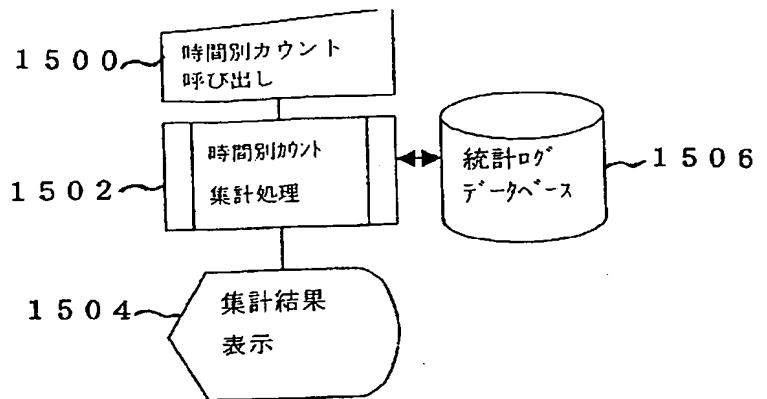 1500
時間別カウント
呼び出し
1502
時間別ｶｳﾝﾄ
集計処理
統計ﾛｸﾞ
ﾃﾞｰﾀﾍﾞｰｽ
1506
1504
集計結果
表示